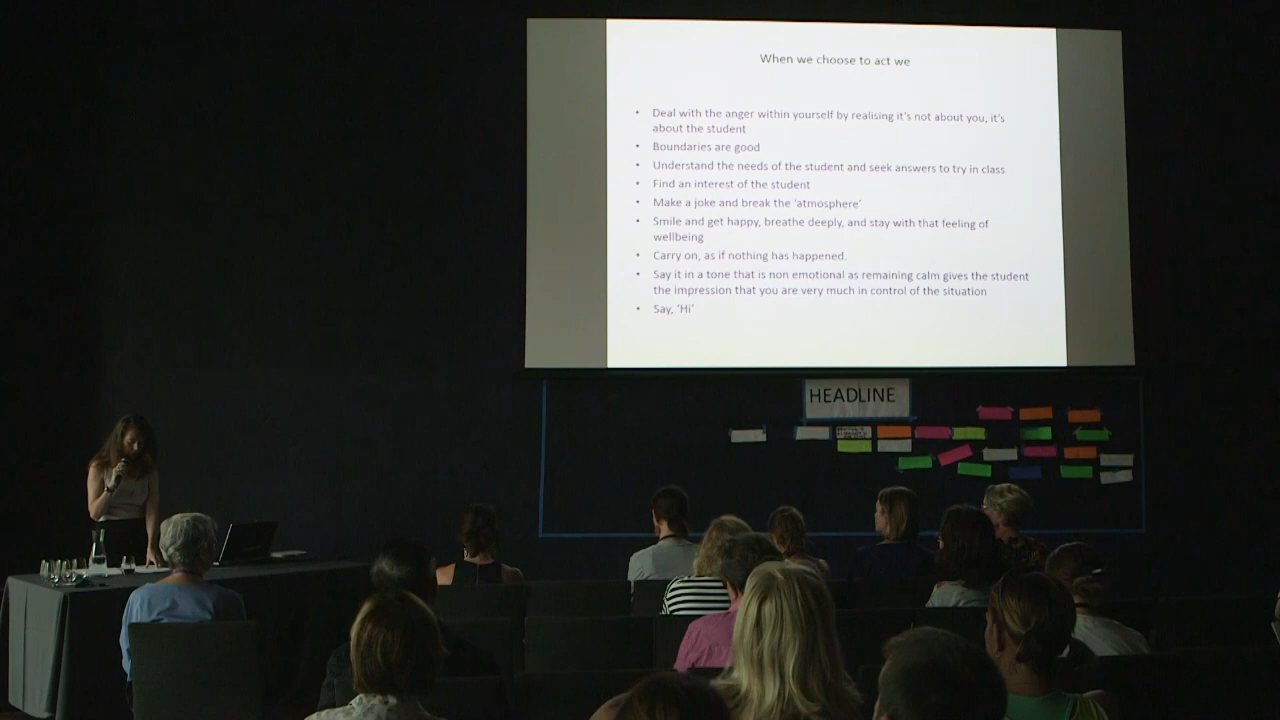 When we choose to act we
• Deal with the anger within yourself by realising it's not about you, it's
about the student
• Boundaries are good
• Understand the needs of the student and seek answers to try in class
• Find an interest of the student
• Make a joke and break the 'atmosphere'
• Smile and get happy, breathe deeply, and stay with that feeling of
wellbeing
• Carry on, as if nothing has happened.
• Say it in a tone that is non emotional as remaining calm gives the student
the impression that you are very much in control of the situation
• Say, 'Hi'
HEADLINE